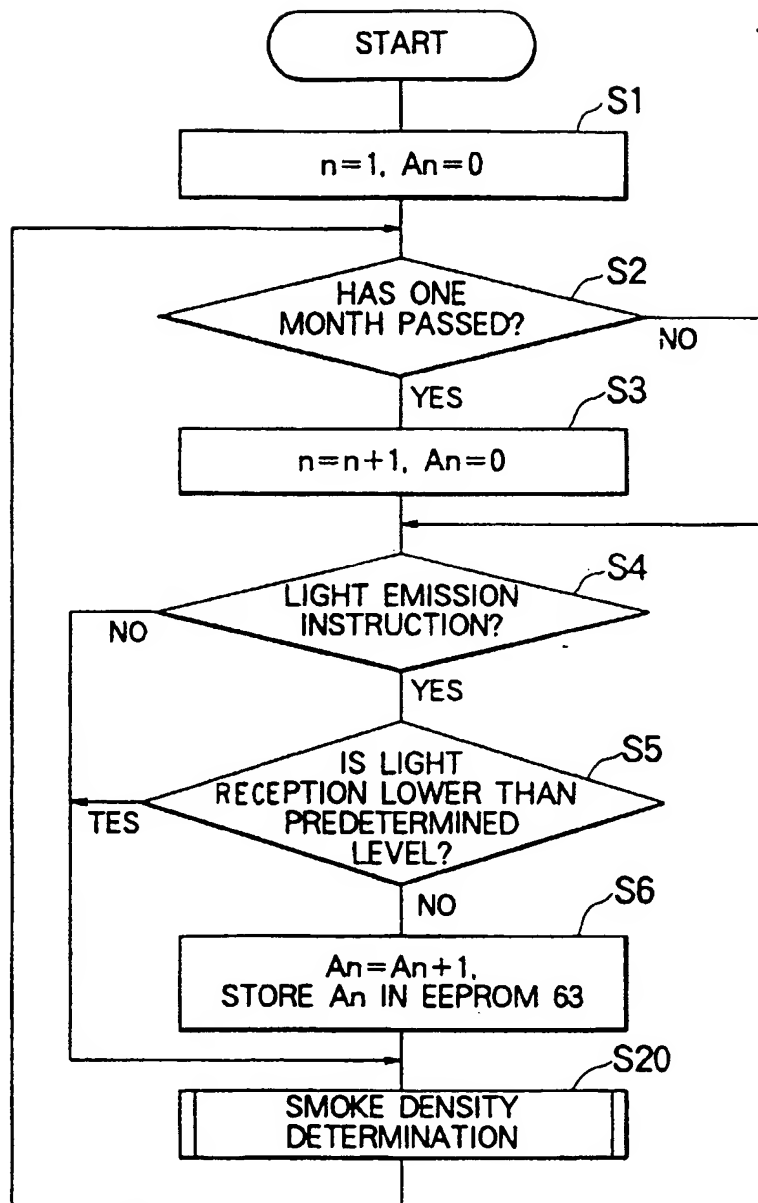 START
S1
n=1, An=0
S2
HAS ONE
MONTH PASSED?
NO
YES
S3
n=n+1, An=0
S4
LIGHT EMISSION
INSTRUCTION?
NO
YES
S5
IS LIGHT
RECEPTION LOWER THAN
PREDETERMINED
LEVEL?
TES
NO
S6
An=An+1,
STORE An IN EEPROM 63
S20
SMOKE DENSITY
DETERMINATION